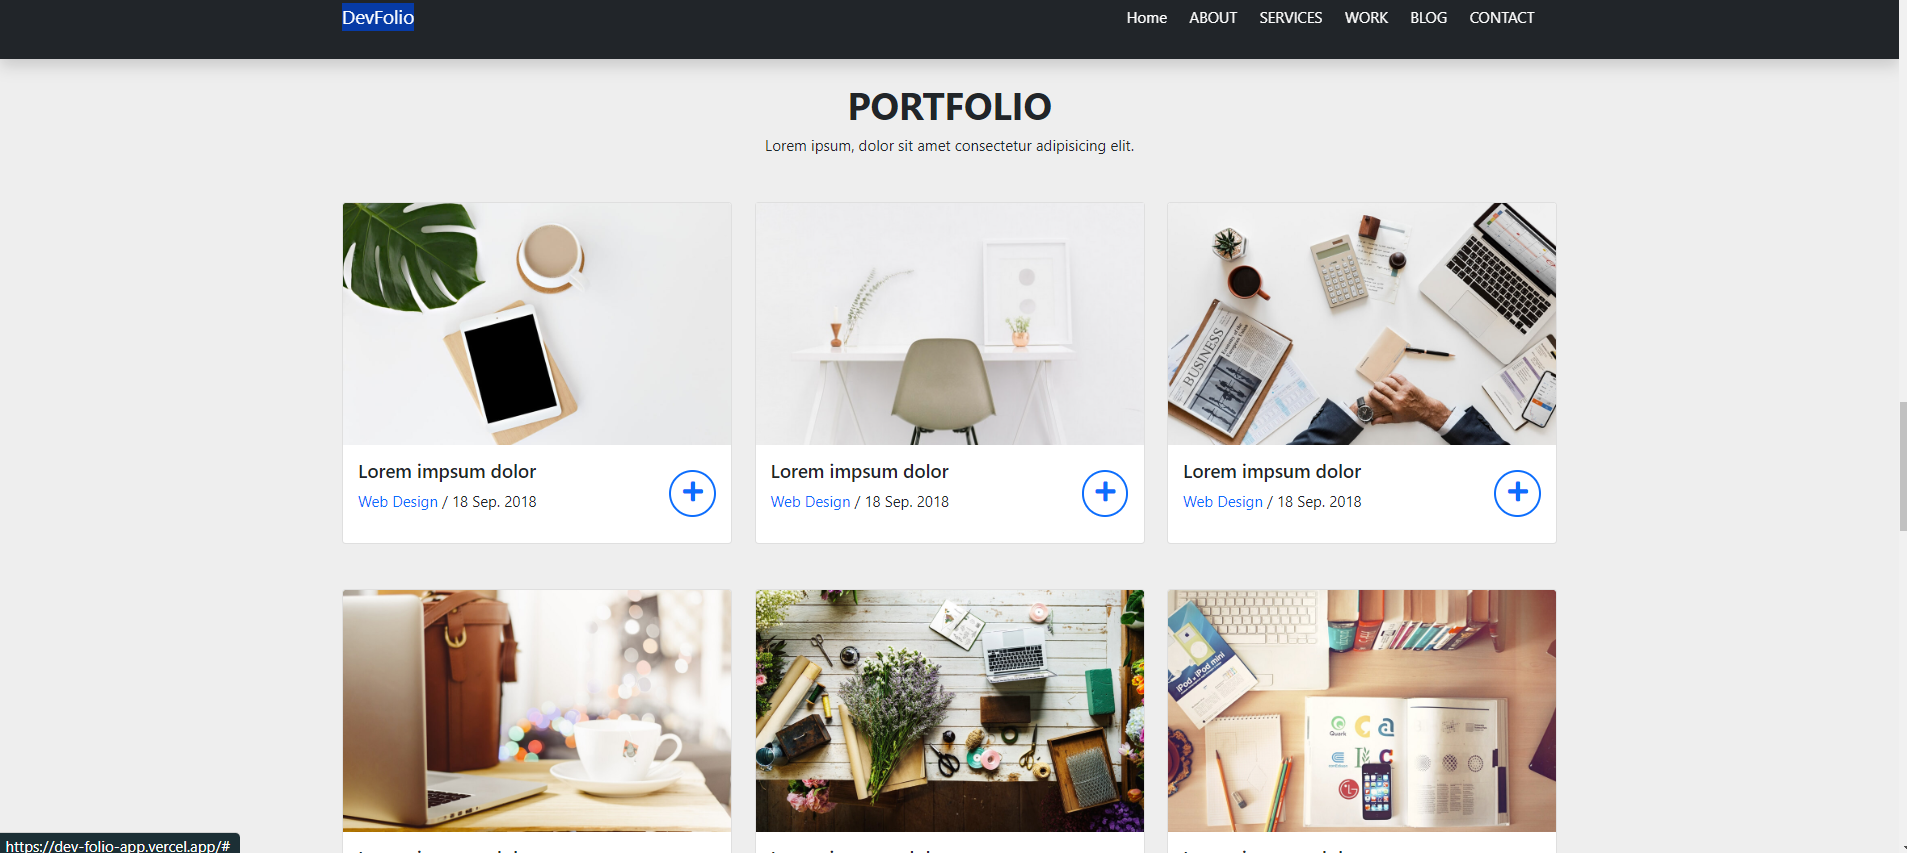 DevFolio
Home ABOUT SERVICES WORK BLOG CONTACT
PORTFOLIO
Lorem ipsum, dolor sit amet consectetur adipisicing elit.
BUSINESS
Lorem impsum dolor
Web Design / 18 Sep. 2018
Lorem impsum dolor
Web Design / 18 Sep. 2018
Lorem impsum dolor
Web Design / 18 Sep. 2018
iPod iPod mini
Quark
LG
https://dev-folio-app.vercel.app/#